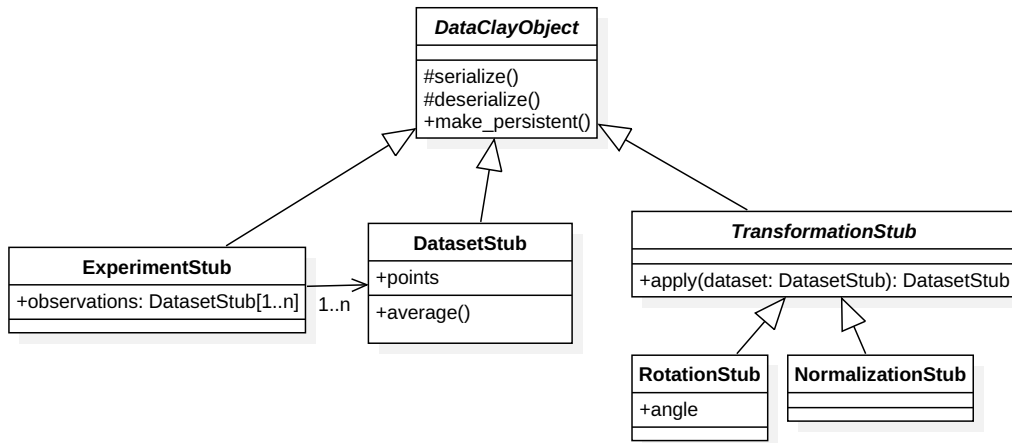 DataClayObject
#serialize()
#deserialize()
+make_persistent()
ExperimentStub
+observations: DatasetStub[1..n]
1..n
DatasetStub
+points
+average()
TransformationStub
+apply(dataset: DatasetStub): DatasetStub
RotationStub
+angle
NormalizationStub